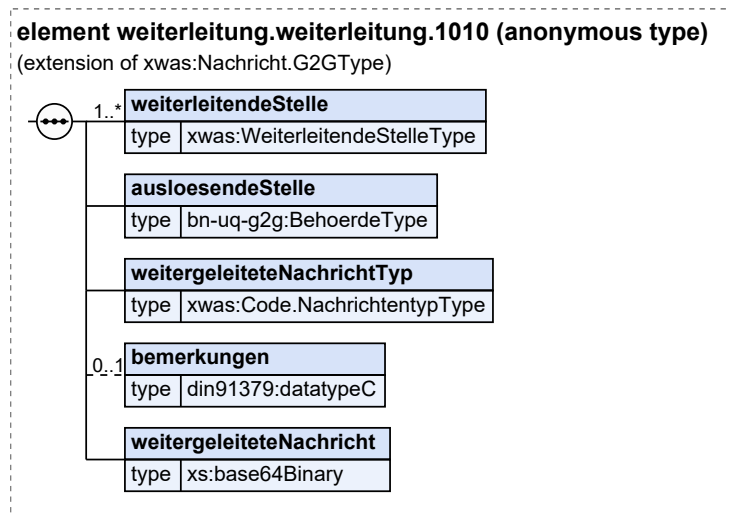 element weiterleitung.weiterleitung.1010 (anonymous type)
(extension of xwas:Nachricht.G2GType)
1..* weiterleitendeStelle
type xwas:WeiterleitendeStelleType
ausloesendeStelle
type bn-uq-g2g:BehoerdeType
weitergeleiteteNachrichtTyp
type xwas:Code.NachrichtentypType
0..1 bemerkungen
type din91379:datatypeC
weitergeleiteteNachricht
type xs:base64Binary